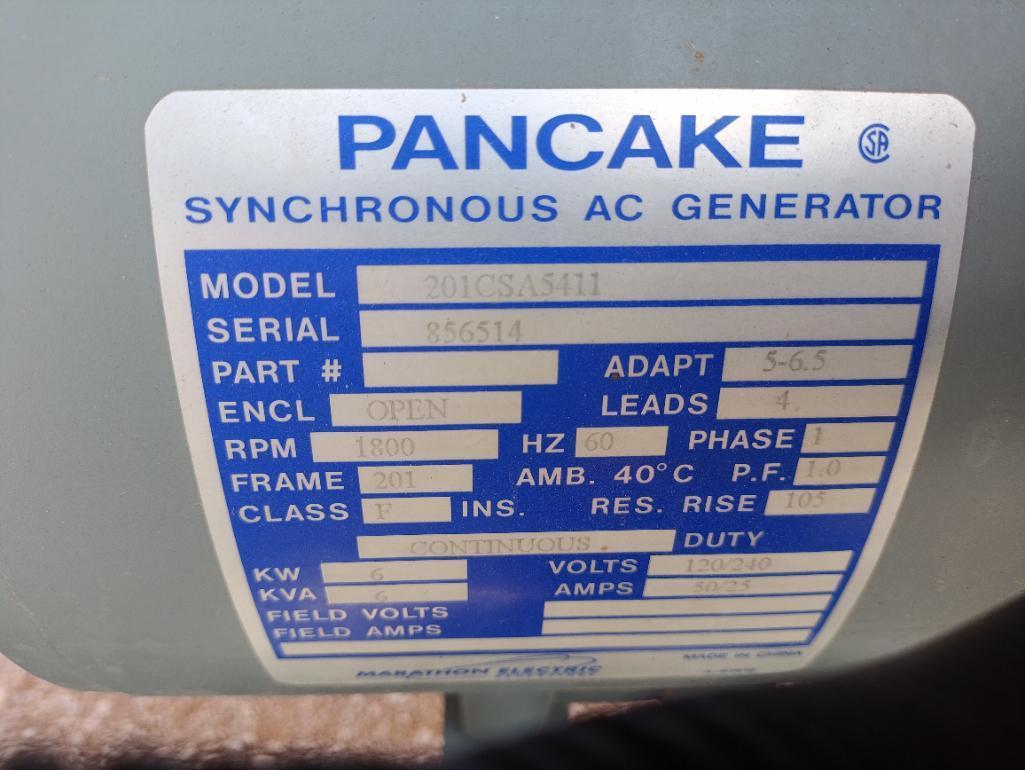 PANCAKE SA
SYNCHRONOUS AC GENERATOR
MODEL 201CSA5411
SERIAL 856514
PART # ADAPT 5-6.5
ENCL OPEN LEADS 4
RPM 1800 HZ 60 PHASE 1
FRAME 201 AMB. 40°C P.F. 1.0
CLASS F INS. RES. RISE 105
CONTINUOUS DUTY
KW 6 VOLTS 120/240
KVA 6 AMPS 50/25
FIELD VOLTS
FIELD AMPS
MARATHON ELECTRIC MADE IN CHINA